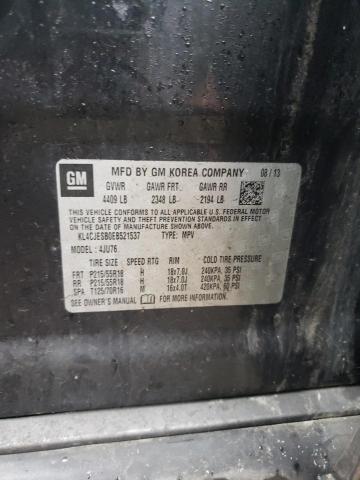 GM
MFD BY GM KOREA COMPANY 08/13
GVWR GAWR FRT GAWR RR
4409 LB 2348 LB 2194 LB
THIS VEHICLE CONFORMS TO ALL APPLICABLE U.S. FEDERAL MOTOR
VEHICLE SAFETY AND THEFT PREVENTION STANDARDS IN EFFECT
ON THE DATE OF MANUFACTURE SHOWN ABOVE.
KL4CJESB0EB521537 TYPE: MPV
MODEL: 4JU76
TIRE SIZE SPEED RTG RIM COLD TIRE PRESSURE
FRT P215/55R18 H 18x7.0J 240KPA, 35 PSI
RR P215/55R18 H 18x7.0J 240KPA, 35 PSI
SPA T125/70R16 M 16x4.0T 420KPA, 60 PSI
SEE OWNER'S MANUAL FOR ADDITIONAL INFORMATION.